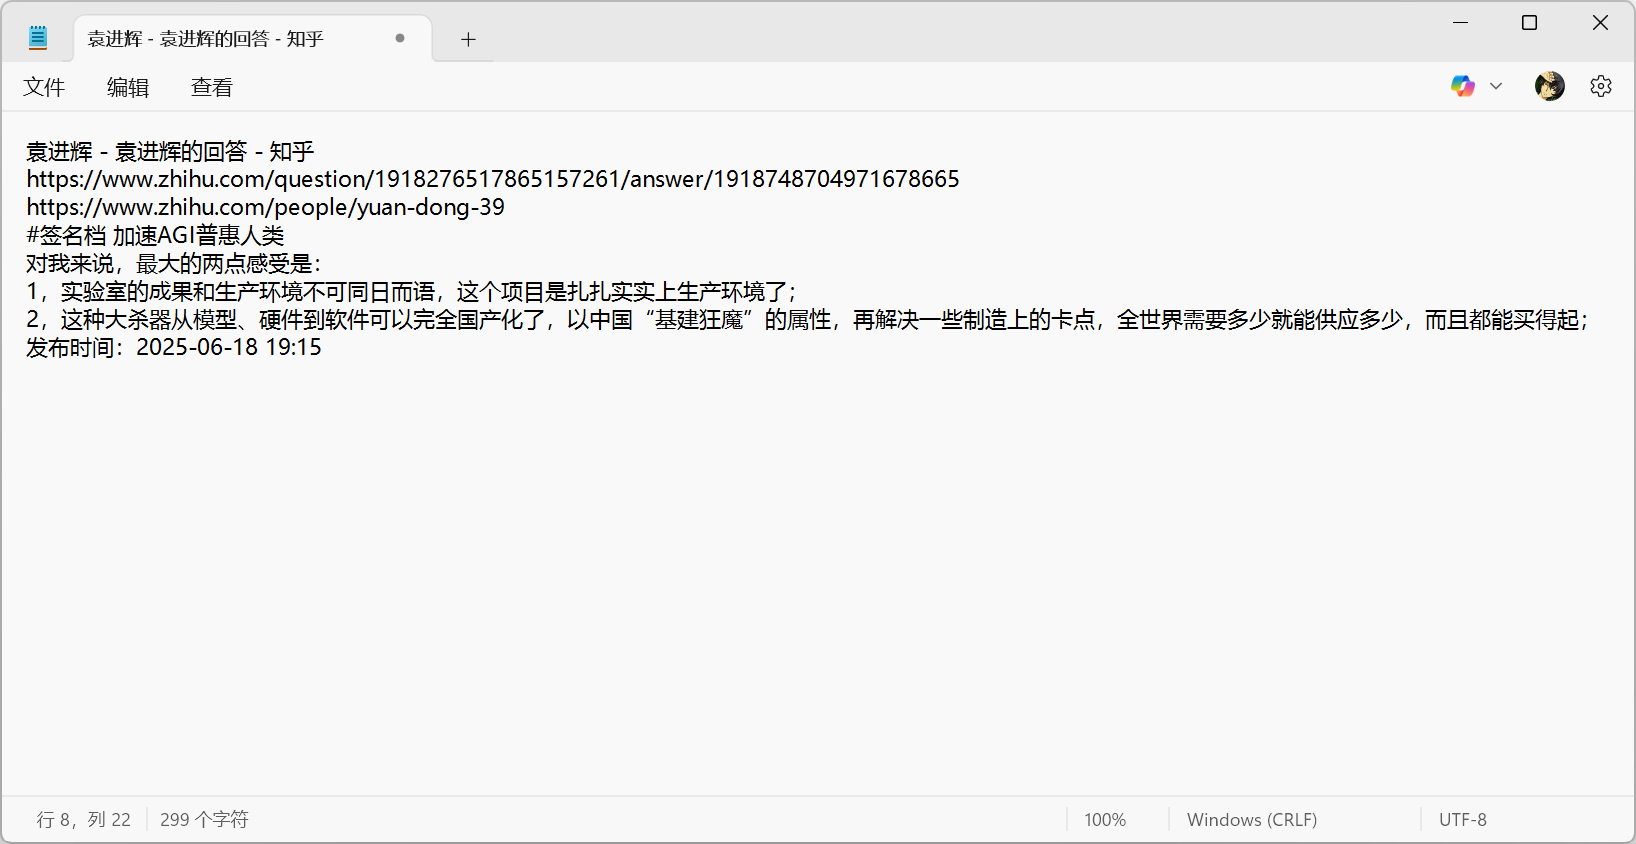 袁进辉 - 袁进辉的回答 - 知乎
文件 编辑 查看
袁进辉 - 袁进辉的回答 - 知乎
https://www.zhihu.com/question/1918276517865157261/answer/1918748704971678665
https://www.zhihu.com/people/yuan-dong-39
#签名档 加速AGI普惠人类
对我来说，最大的两点感受是：
1，实验室的成果和生产环境不可同日而语，这个项目是扎扎实实上生产环境了；
2，这种大杀器从模型、硬件到软件可以完全国产化了，以中国“基建狂魔”的属性，再解决一些制造上的卡点，全世界需要多少就能供应多少，而且都能买得起；
发布时间：2025-06-18 19:15
行 8，列 22 299 个字符 100% Windows (CRLF) UTF-8